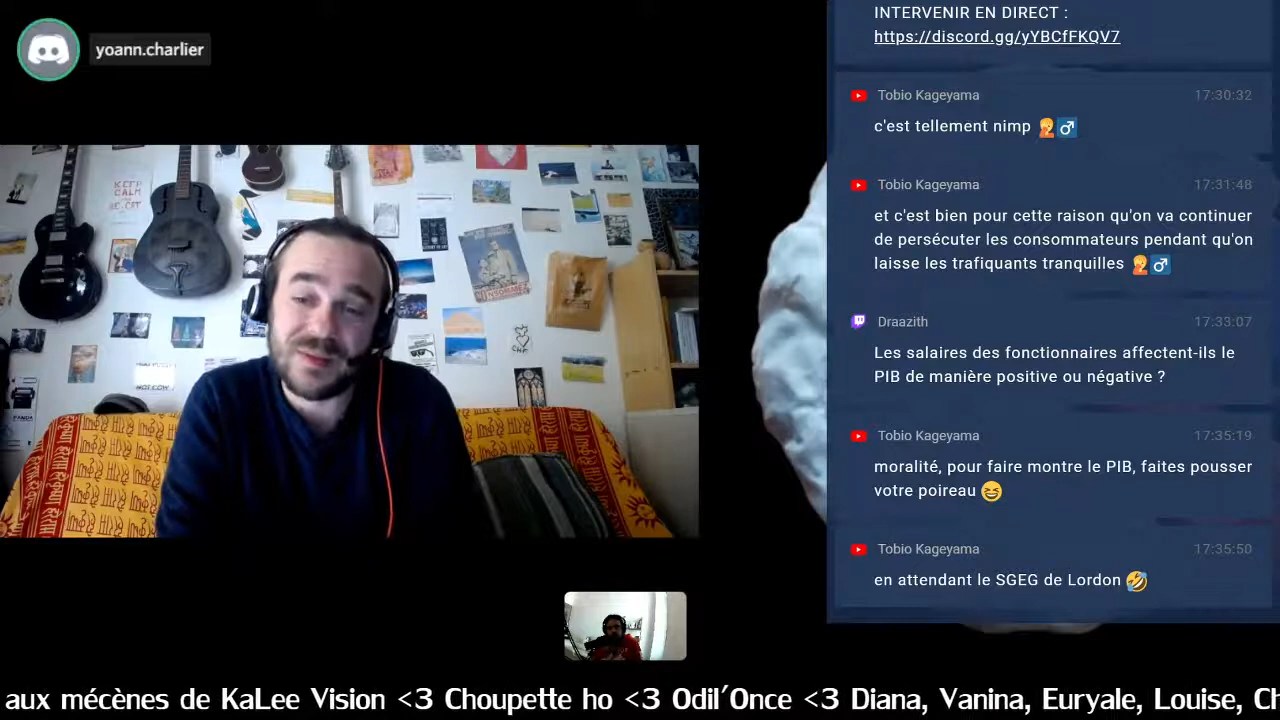 yoann.charlier
KEEP
CALM
INTERVENIR EN DIRECT :
https://discord.gg/yYBCfFKQV7
Tobio Kageyama 17:30:32
c'est tellement nimp 🤦‍♂
Tobio Kageyama 17:31:48
et c'est bien pour cette raison qu'on va continuer
de persécuter les consommateurs pendant qu'on
laisse les trafiquants tranquilles 🤦‍♂
Draazith 17:33:07
Les salaires des fonctionnaires affectent-ils le
PIB de manière positive ou négative ?
Tobio Kageyama 17:35:19
moralité, pour faire montre le PIB, faites pousser
votre poireau 😆
Tobio Kageyama 17:35:50
en attendant le SGEG de Lordon 🤣
aux mécènes de KaLee Vision <3 Choupette ho <3 Odil'Once <3 Diana, Vanina, Euryale, Louise, Ch